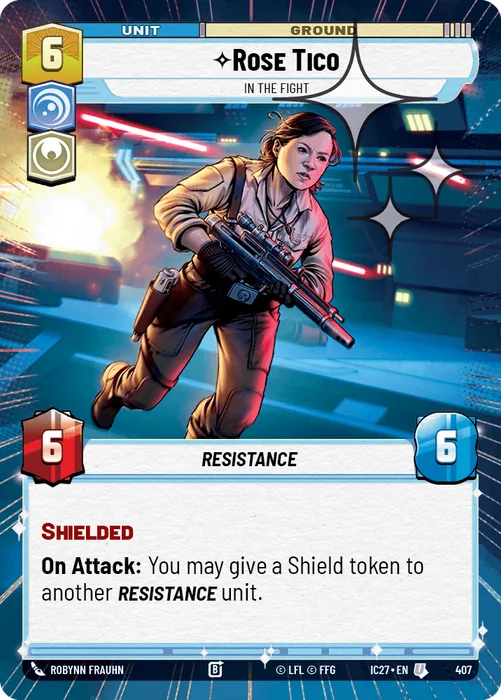 UNIT
GROUND
6
ROSE TICO
IN THE FIGHT
6
RESISTANCE
6
SHIELDED
On Attack: You may give a Shield token to
another RESISTANCE unit.
ROBYNN FRAUHN
B
© LFL © FFG
IC27 • EN
U
407